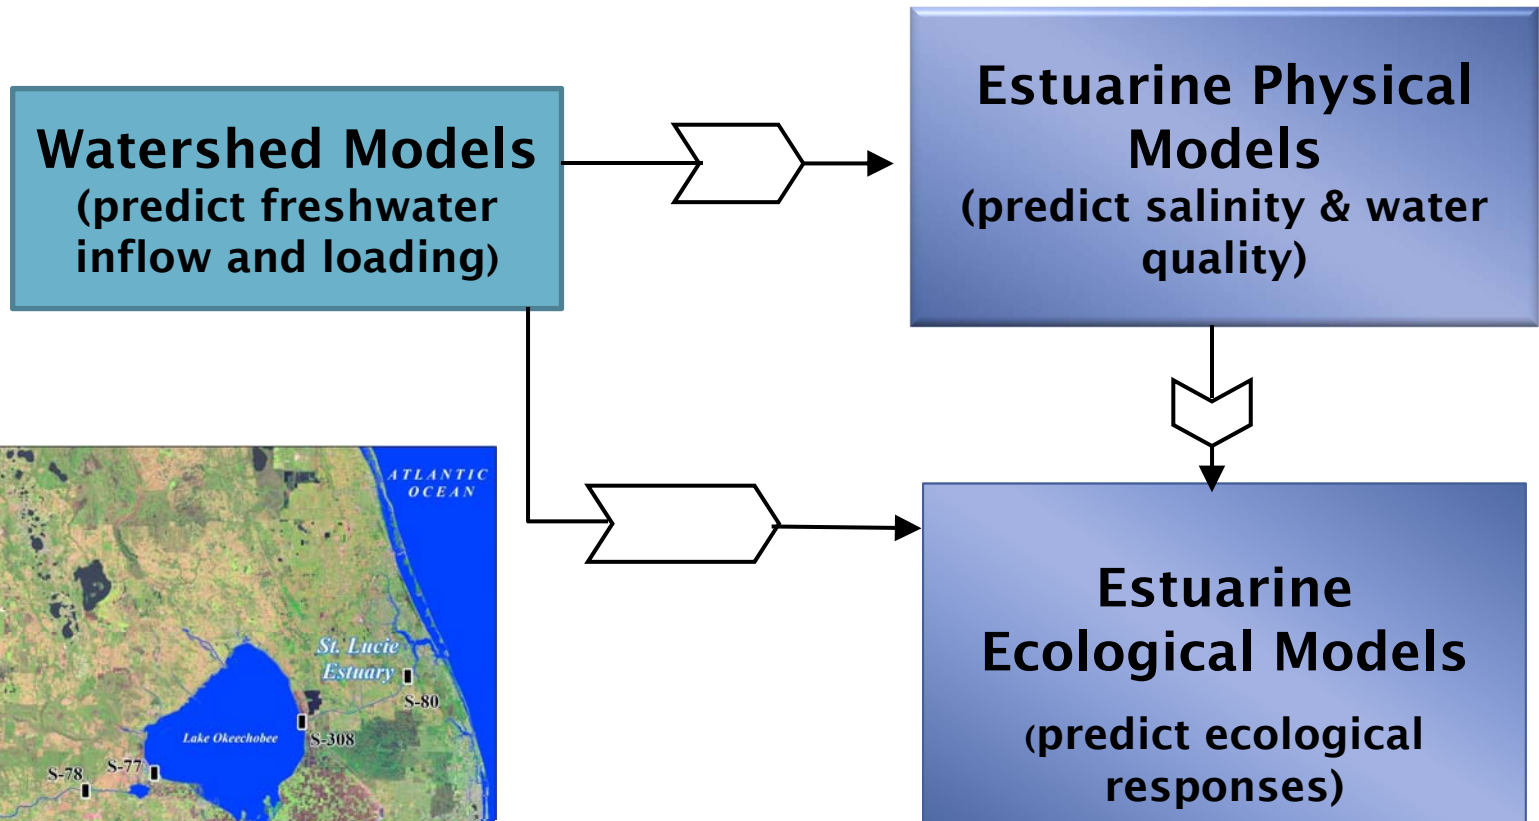 Watershed Models
(predict freshwater
inflow and loading)
Estuarine Physical
Models
(predict salinity & water
quality)
Estuarine
Ecological Models
(predict ecological
responses)
ATLANTIC
OCEAN
St. Lucie
Estuary
S-80
S-308
Lake Okeechobee
S-77
S-78